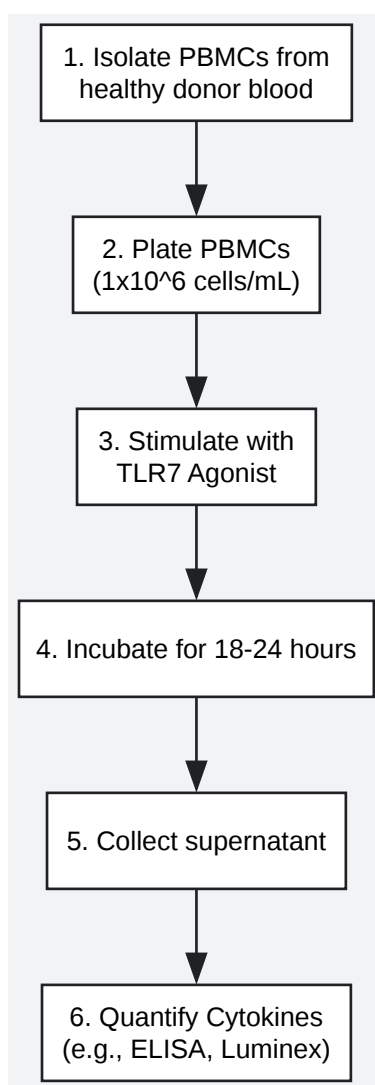 1. Isolate PBMCs from
healthy donor blood
2. Plate PBMCs
(1x10^6 cells/mL)
3. Stimulate with
TLR7 Agonist
4. Incubate for 18-24 hours
5. Collect supernatant
6. Quantify Cytokines
(e.g., ELISA, Luminex)